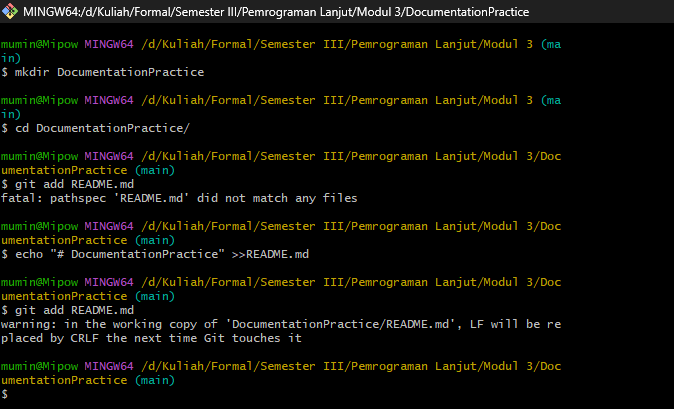 MINGW64:/d/Kuliah/Formal/Semester III/Pemrograman Lanjut/Modul 3/DocumentationPractice
mumin@Mipow MINGW64 /d/Kuliah/Formal/Semester III/Pemrograman Lanjut/Modul 3 (ma
in)
$ mkdir DocumentationPractice
mumin@Mipow MINGW64 /d/Kuliah/Formal/Semester III/Pemrograman Lanjut/Modul 3 (ma
in)
$ cd DocumentationPractice/
mumin@Mipow MINGW64 /d/Kuliah/Formal/Semester III/Pemrograman Lanjut/Modul 3/Doc
umentationPractice (main)
$ git add README.md
fatal: pathspec 'README.md' did not match any files
mumin@Mipow MINGW64 /d/Kuliah/Formal/Semester III/Pemrograman Lanjut/Modul 3/Doc
umentationPractice (main)
$ echo "# DocumentationPractice" >>README.md
mumin@Mipow MINGW64 /d/Kuliah/Formal/Semester III/Pemrograman Lanjut/Modul 3/Doc
umentationPractice (main)
$ git add README.md
warning: in the working copy of 'DocumentationPractice/README.md', LF will be re
placed by CRLF the next time Git touches it
mumin@Mipow MINGW64 /d/Kuliah/Formal/Semester III/Pemrograman Lanjut/Modul 3/Doc
umentationPractice (main)
$